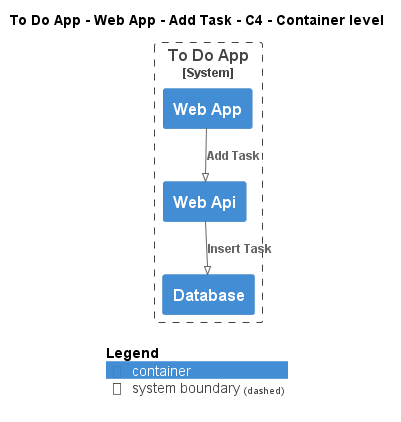 To Do App - Web App - Add Task - C4 - Container level
To Do App
[System]
Web App
Add Task
Web Api
Insert Task
Database
Legend
container
system boundary (dashed)